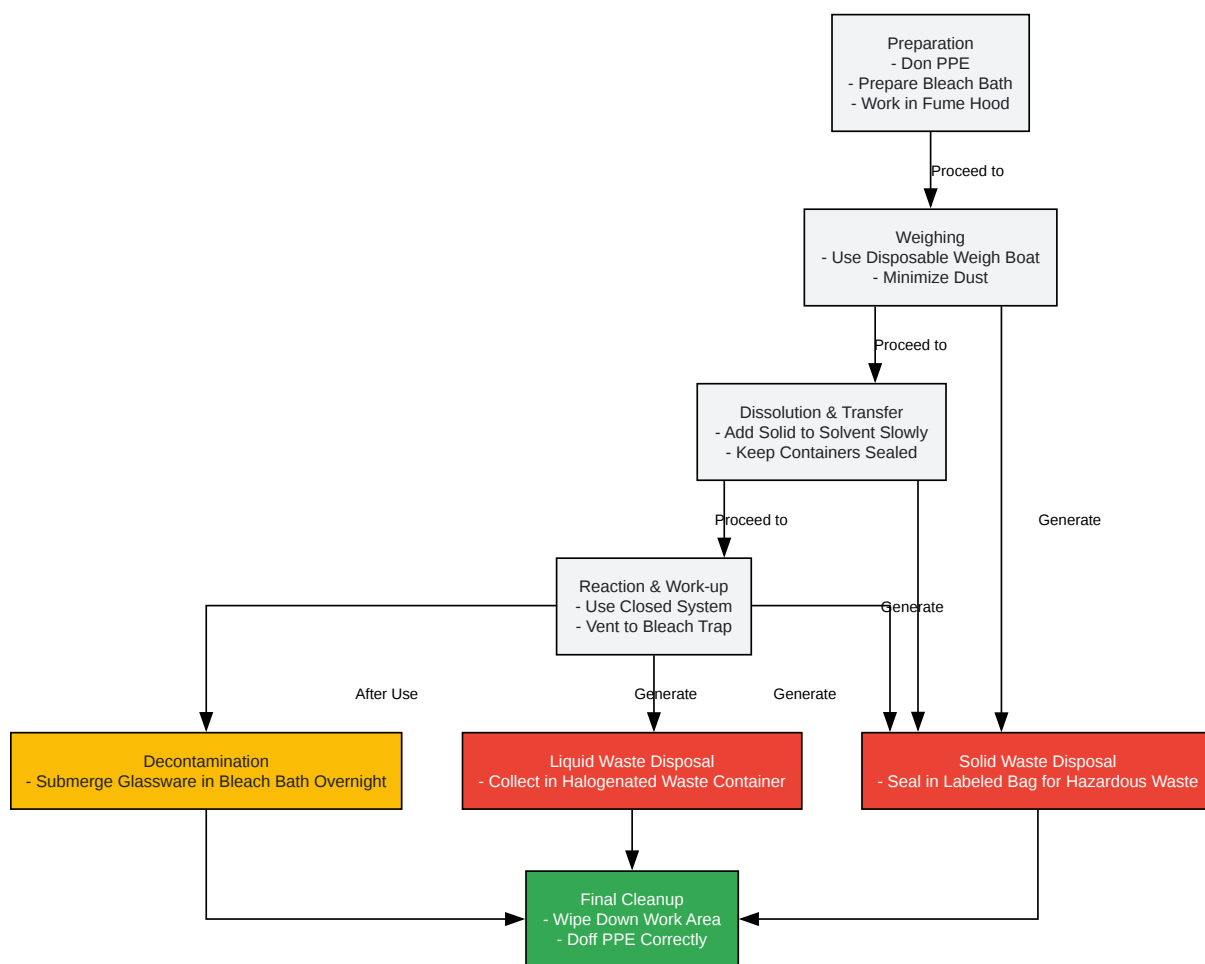 Preparation
- Don PPE
- Prepare Bleach Bath
- Work in Fume Hood
Proceed to
Weighing
- Use Disposable Weigh Boat
- Minimize Dust
Proceed to
Dissolution & Transfer
- Add Solid to Solvent Slowly
- Keep Containers Sealed
Proceed to
Generate
Reaction & Work-up
- Use Closed System
- Vent to Bleach Trap
Generate
After Use
Generate
Generate
Decontamination
- Submerge Glassware in Bleach Bath Overnight
Liquid Waste Disposal
- Collect in Halogenated Waste Container
Solid Waste Disposal
- Seal in Labeled Bag for Hazardous Waste
Final Cleanup
- Wipe Down Work Area
- Doff PPE Correctly